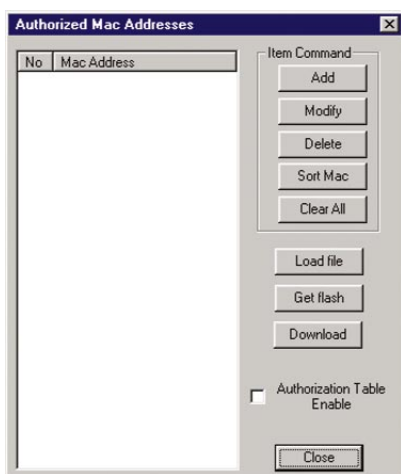 Authorized Mac Addresses
No Mac Address
Item Command
Add
Modify
Delete
Sort Mac
Clear All
Load file
Get flash
Download
Authorization Table
Enable
Close